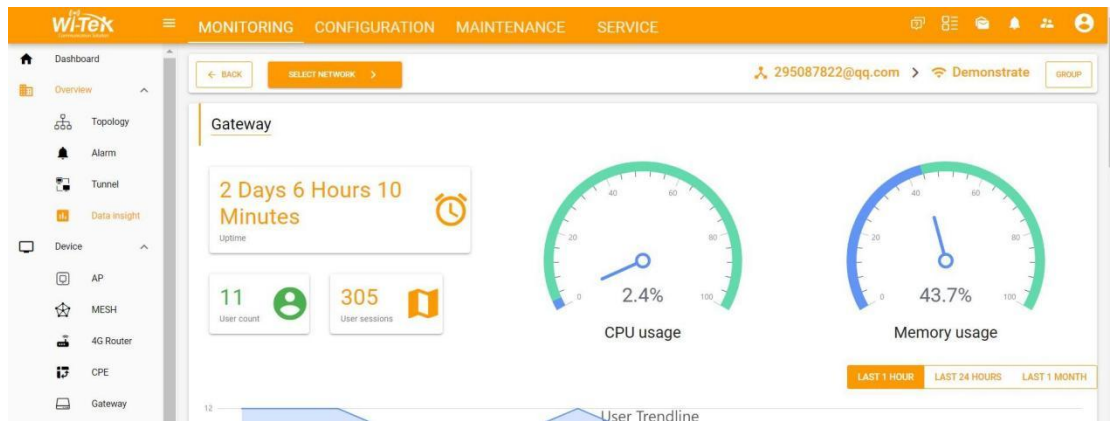 Wi-Tek
MONITORING CONFIGURATION MAINTENANCE SERVICE
Dashboard
Overview
Topology
Alarm
Tunnel
Data insight
Device
AP
MESH
4G Router
CPE
Gateway
BACK
SELECT NETWORK >
295087822@qq.com > Demonstrate
GROUP
Gateway
2 Days 6 Hours 10
Minutes
Uptime
11
User count
305
User sessions
0 20 40 60 80 100
2.4%
CPU usage
0 20 40 60 80 100
43.7%
Memory usage
LAST 1 HOUR LAST 24 HOURS LAST 1 MONTH
12
User Trendline